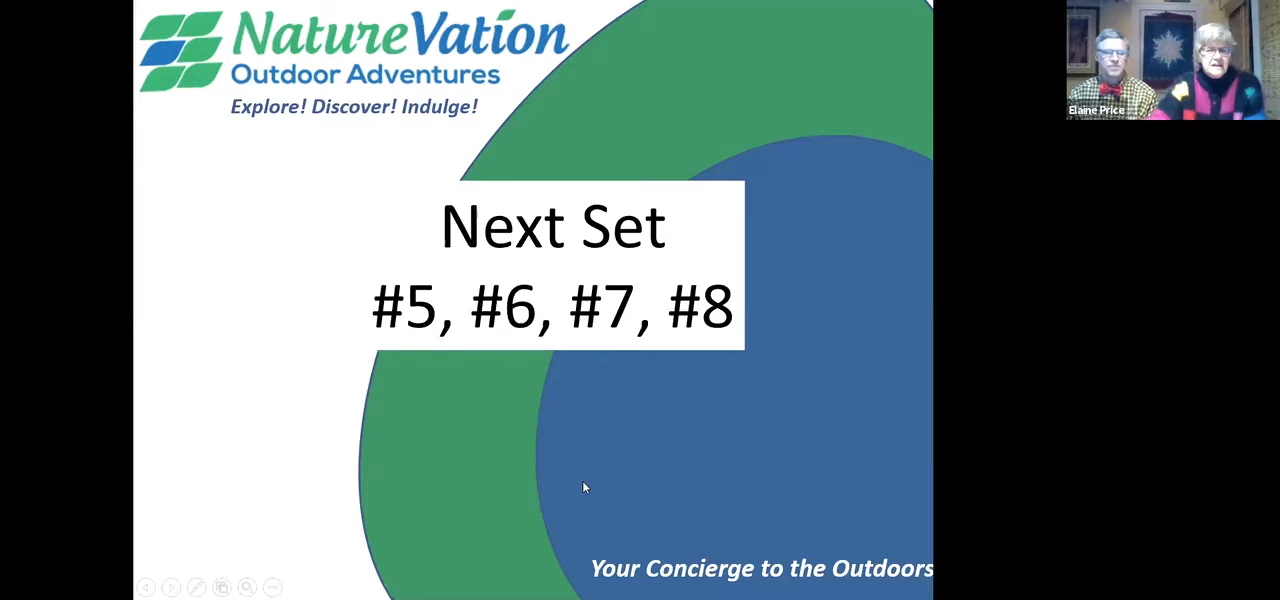 NatureVation
Outdoor Adventures
Explore! Discover! Indulge!
Elaine Price
Next Set
#5, #6, #7, #8
Your Concierge to the Outdoors